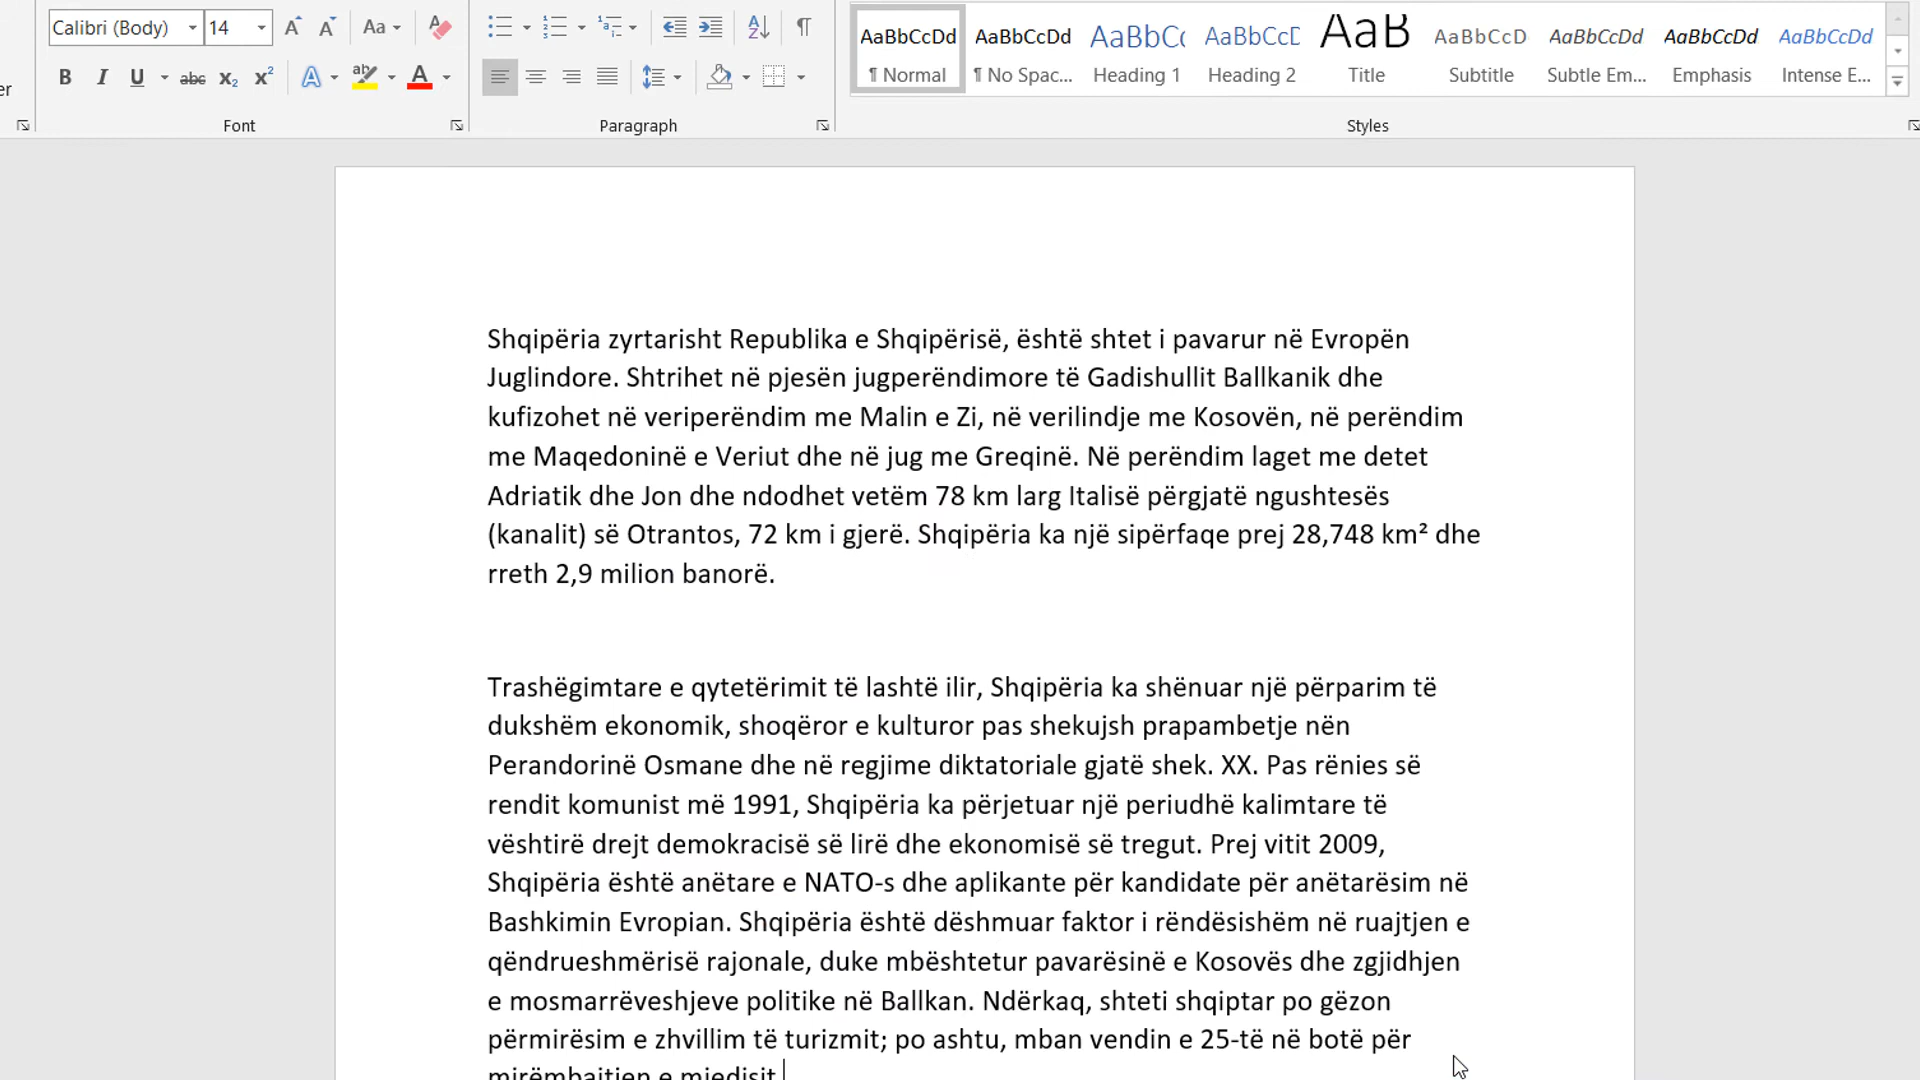 Calibri (Body) 14 Aa
B I U abc X₂ X² A aby A
er
Font Paragraph Styles
AaBbCcDd AaBbCcDd AaBbCc AaBbCcC AaB AaBbCcD AaBbCcDd AaBbCcDd AaBbCcDd
¶ Normal ¶ No Spac... Heading 1 Heading 2 Title Subtitle Subtle Em... Emphasis Intense E...
Shqipëria zyrtarisht Republika e Shqipërisë, është shtet i pavarur në Evropën
Juglindore. Shtrihet në pjesën jugperëndimore të Gadishullit Ballkanik dhe
kufizohet në veriperëndim me Malin e Zi, në verilindje me Kosovën, në perëndim
me Maqedoninë e Veriut dhe në jug me Greqinë. Në perëndim laget me detet
Adriatik dhe Jon dhe ndodhet vetëm 78 km larg Italisë përgjatë ngushtesës
(kanalit) së Otrantos, 72 km i gjerë. Shqipëria ka një sipërfaqe prej 28,748 km² dhe
rreth 2,9 milion banorë.
Trashëgimtare e qytetërimit të lashtë ilir, Shqipëria ka shënuar një përparim të
dukshëm ekonomik, shoqëror e kulturor pas shekujsh prapambetje nën
Perandorinë Osmane dhe në regjime diktatoriale gjatë shek. XX. Pas rënies së
rendit komunist më 1991, Shqipëria ka përjetuar një periudhë kalimtare të
vështirë drejt demokracisë së lirë dhe ekonomisë së tregut. Prej vitit 2009,
Shqipëria është anëtare e NATO-s dhe aplikante për kandidate për anëtarësim në
Bashkimin Evropian. Shqipëria është dëshmuar faktor i rëndësishëm në ruajtjen e
qëndrueshmërisë rajonale, duke mbështetur pavarësinë e Kosovës dhe zgjidhjen
e mosmarrëveshjeve politike në Ballkan. Ndërkaq, shteti shqiptar po gëzon
përmirësim e zhvillim të turizmit; po ashtu, mban vendin e 25-të në botë për
mirëmbajtjen e mjedisit.